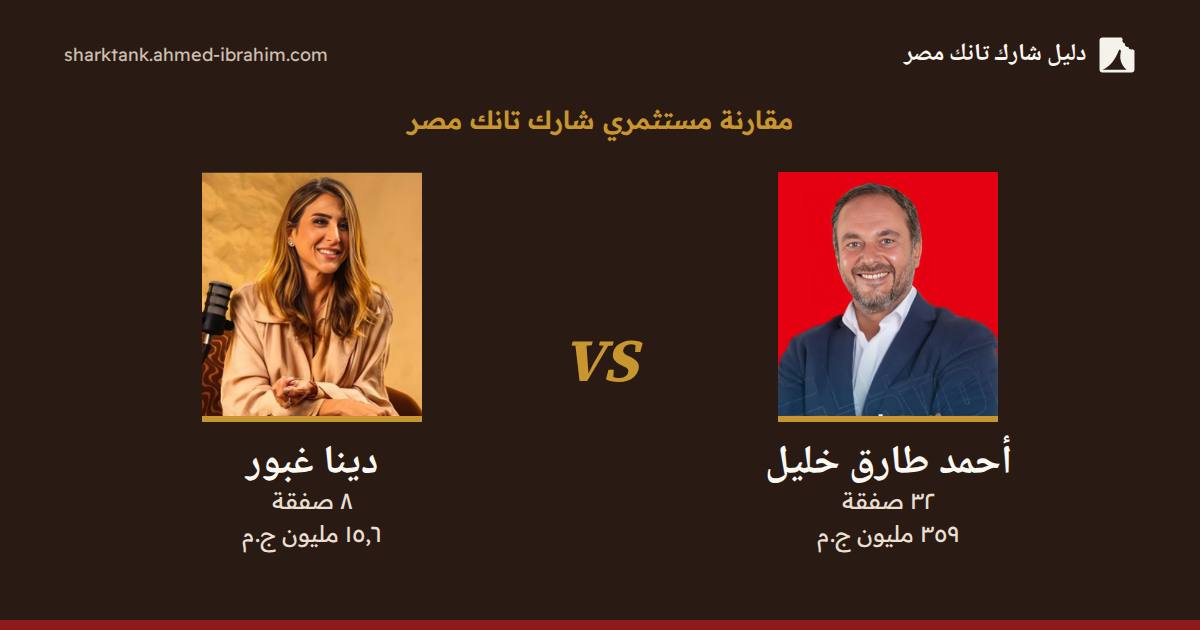 دليل شارك تانك مصر
sharktank.ahmed-ibrahim.com
مقارنة مستثمري شارك تانك مصر
أحمد طارق خليل
٣٢ صفقة
٣٥٩ مليون ج.م
VS
دينا غبور
٨ صفقة
١٥,٦ مليون ج.م